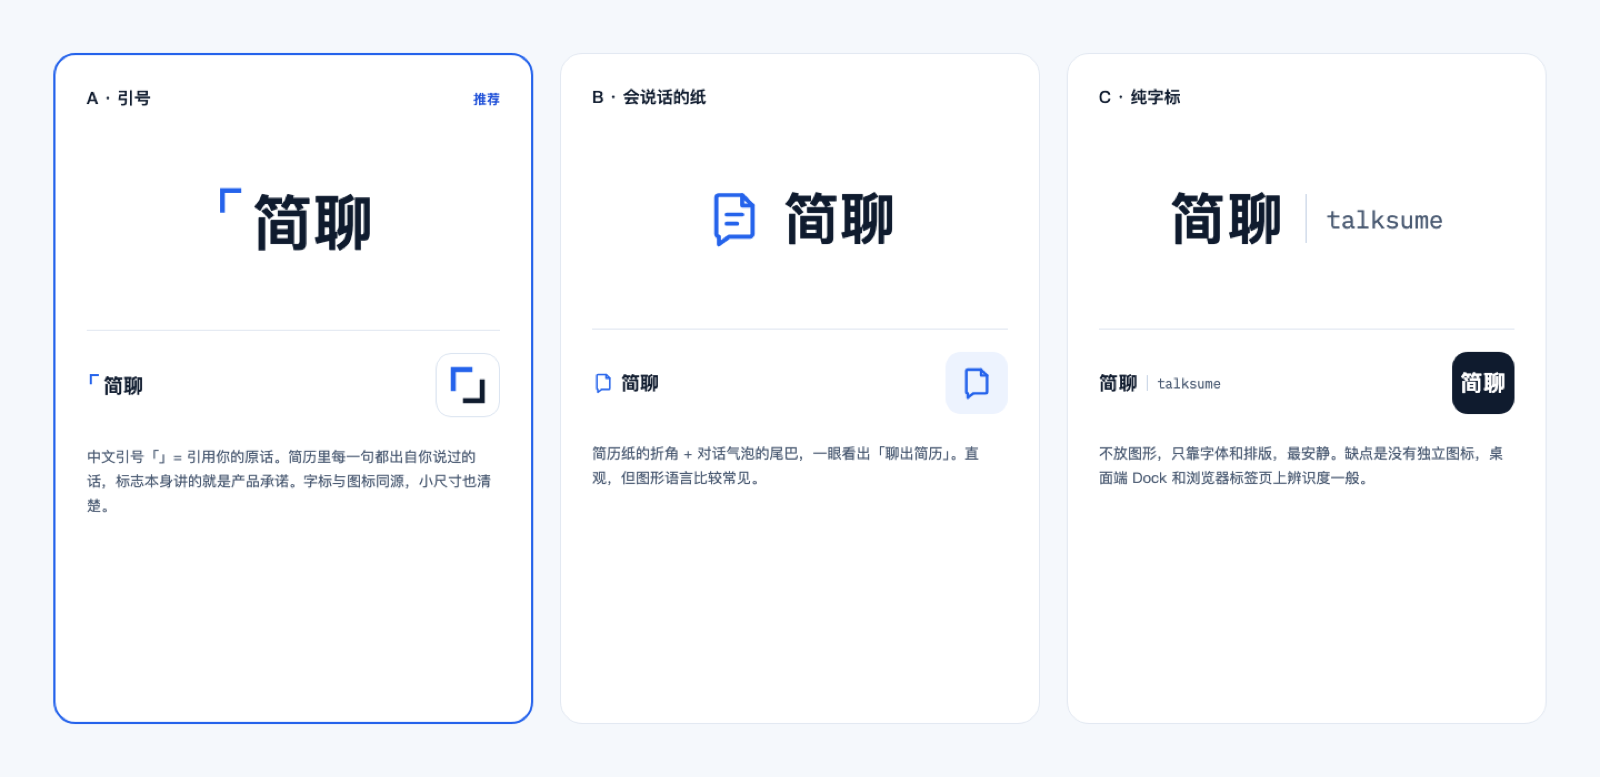 A · 引号
推荐
「简聊
「简聊
中文引号「」= 引用你的原话。简历里每一句都出自你说过的
话，标志本身讲的就是产品承诺。字标与图标同源，小尺寸也清
楚。
B · 会说话的纸
简聊
简聊
简历纸的折角 + 对话气泡的尾巴，一眼看出「聊出简历」。直
观，但图形语言比较常见。
C · 纯字标
简聊 | talksume
简聊 | talksume
简聊
不放图形，只靠字体和排版，最安静。缺点是没有独立图标，桌
面端 Dock 和浏览器标签页上辨识度一般。